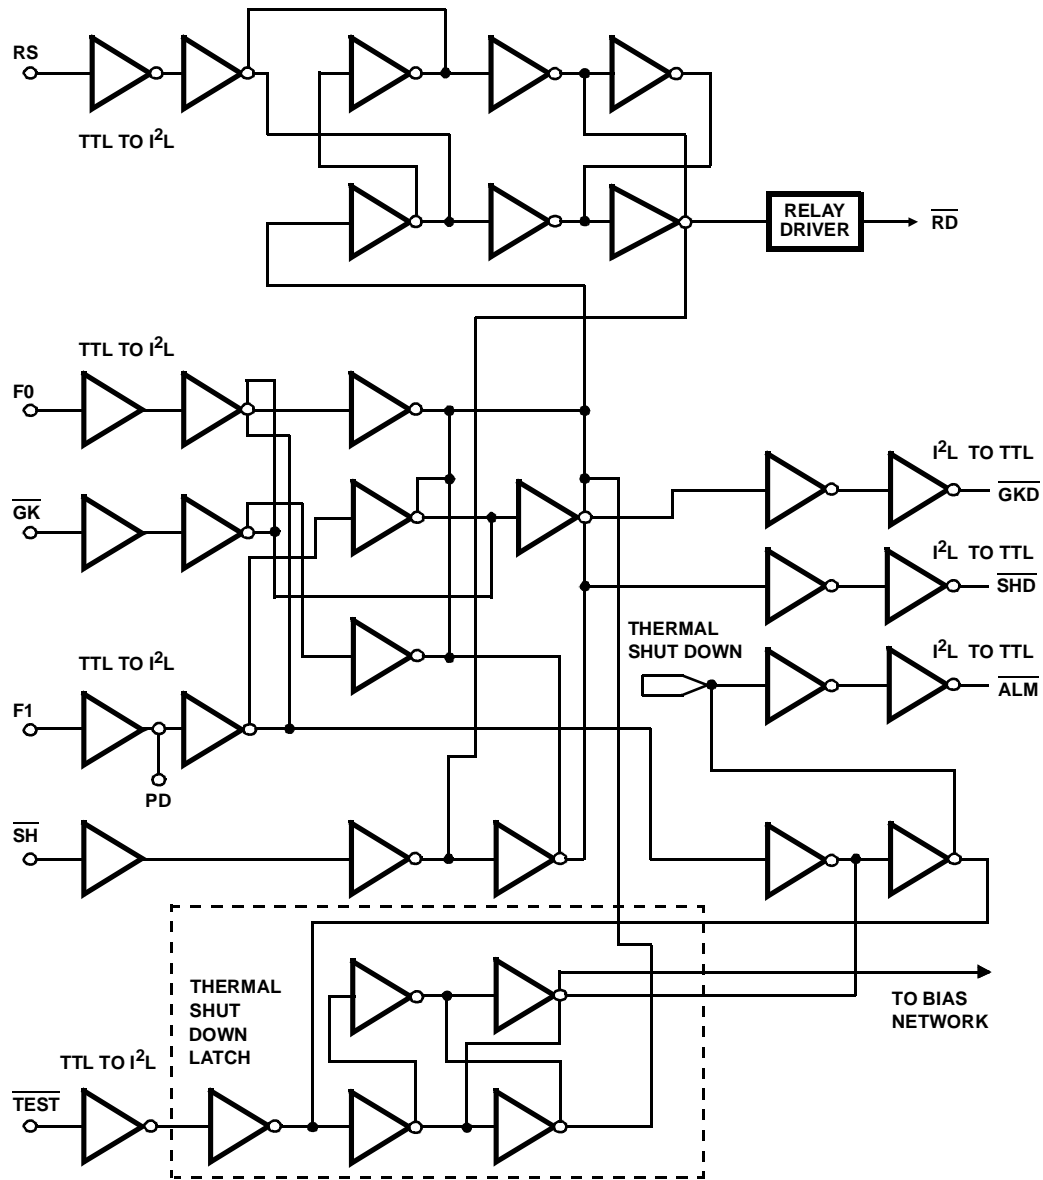 RS
TTL TO I²L
RELAY
DRIVER
RD
TTL TO I²L
F0
GK
I²L TO TTL
GKD
I²L TO TTL
SHD
THERMAL
SHUT DOWN
I²L TO TTL
ALM
TTL TO I²L
F1
PD
SH
THERMAL
SHUT
DOWN
LATCH
TO BIAS
NETWORK
TTL TO I²L
TEST